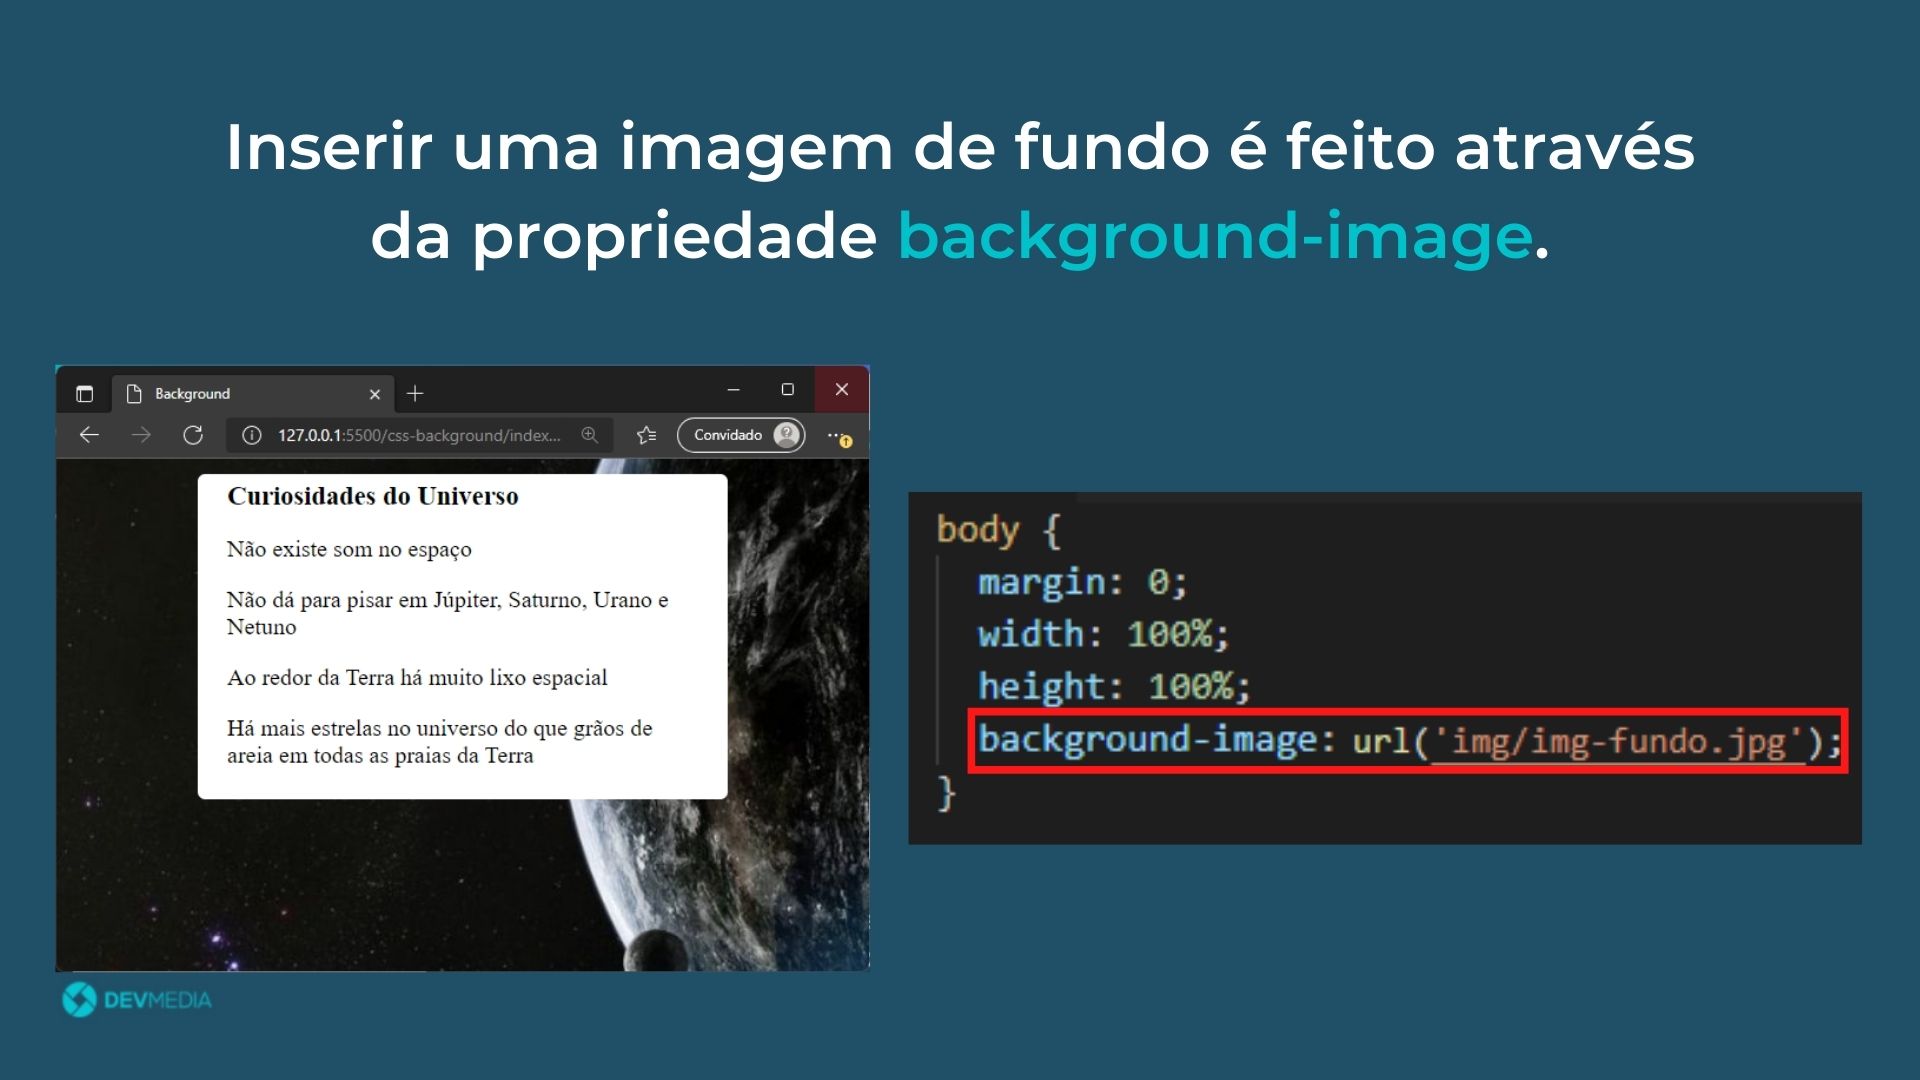 Inserir uma imagem de fundo é feito através
da propriedade background-image.
Background
127.0.0.1:5500/css-background/index...
Convidado
Curiosidades do Universo
Não existe som no espaço
Não dá para pisar em Júpiter, Saturno, Urano e
Netuno
Ao redor da Terra há muito lixo espacial
Há mais estrelas no universo do que grãos de
areia em todas as praias da Terra
body {
margin: 0;
width: 100%;
height: 100%;
background-image: url('img/img-fundo.jpg');
}
DEVMEDIA